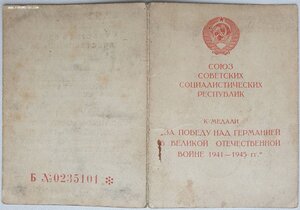 СОЮЗ
СОВЕТСКИХ
СОЦИАЛИСТИЧЕСКИХ
РЕСПУБЛИК
К МЕДАЛИ
„ЗА ПОБЕДУ НАД ГЕРМАНИЕЙ
В ВЕЛИКОЙ ОТЕЧЕСТВЕННОЙ
ВОЙНЕ 1941—1945 гг.“
Б №0235101 *